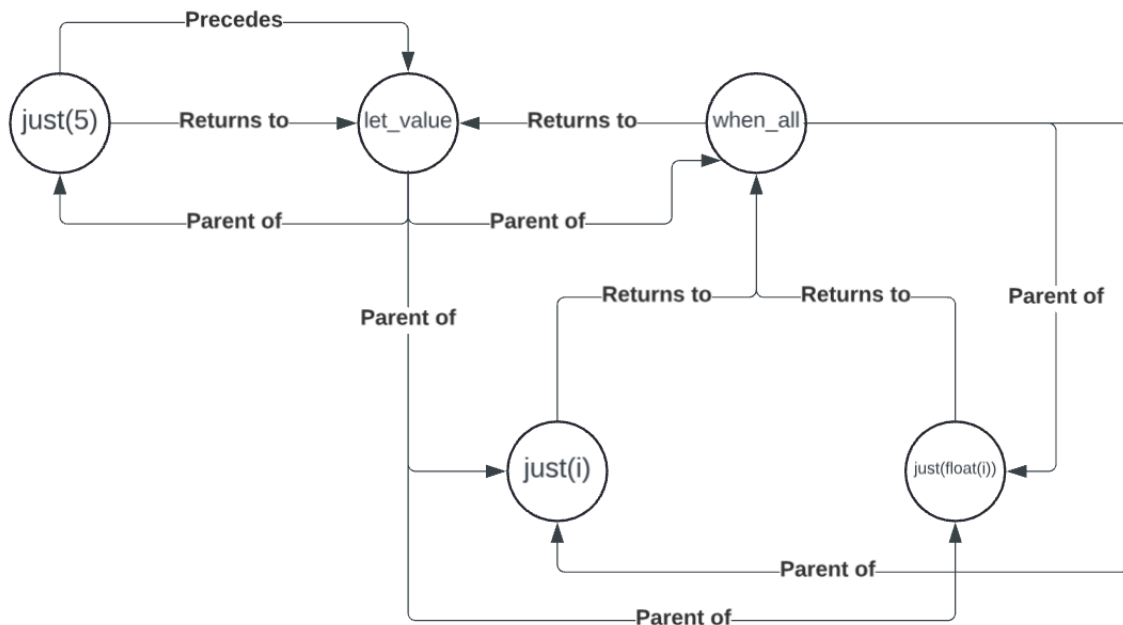 Precedes
just(5)
Returns to
let_value
Returns to
when_all
Parent of
Parent of
Parent of
Returns to
Returns to
Parent of
just(i)
just(float(i))
Parent of
Parent of